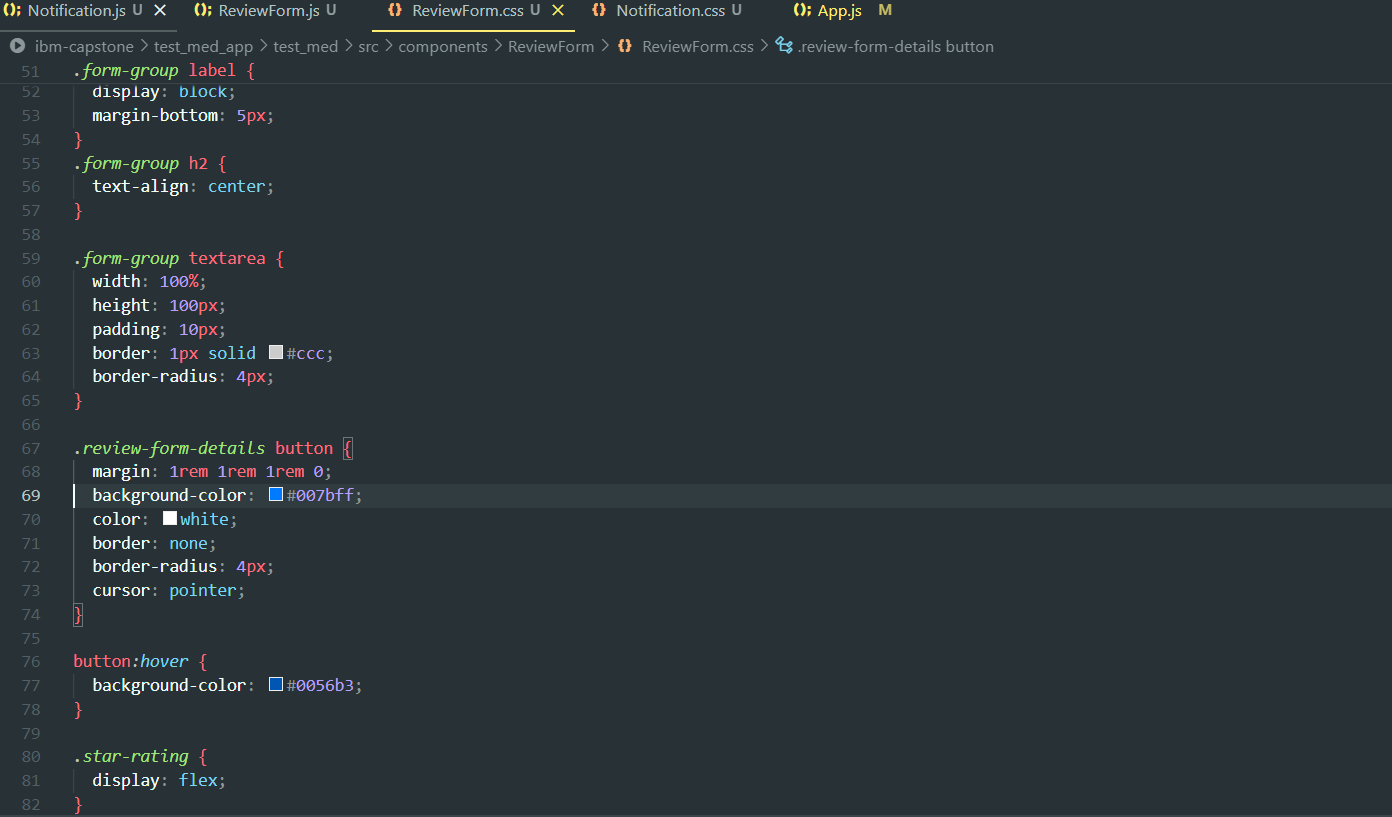 Notification.js U
ReviewForm.js U
ReviewForm.css U
Notification.css U
App.js M
ibm-capstone > test_med_app > test_med > src > components > ReviewForm > ReviewForm.css > .review-form-details button
51 .form-group label {
52 display: block;
53 margin-bottom: 5px;
54 }
55 .form-group h2 {
56 text-align: center;
57 }
58
59 .form-group textarea {
60 width: 100%;
61 height: 100px;
62 padding: 10px;
63 border: 1px solid #ccc;
64 border-radius: 4px;
65 }
66
67 .review-form-details button {
68 margin: 1rem 1rem 1rem 0;
69 background-color: #007bff;
70 color: white;
71 border: none;
72 border-radius: 4px;
73 cursor: pointer;
74 }
75
76 button:hover {
77 background-color: #0056b3;
78 }
79
80 .star-rating {
81 display: flex;
82 }